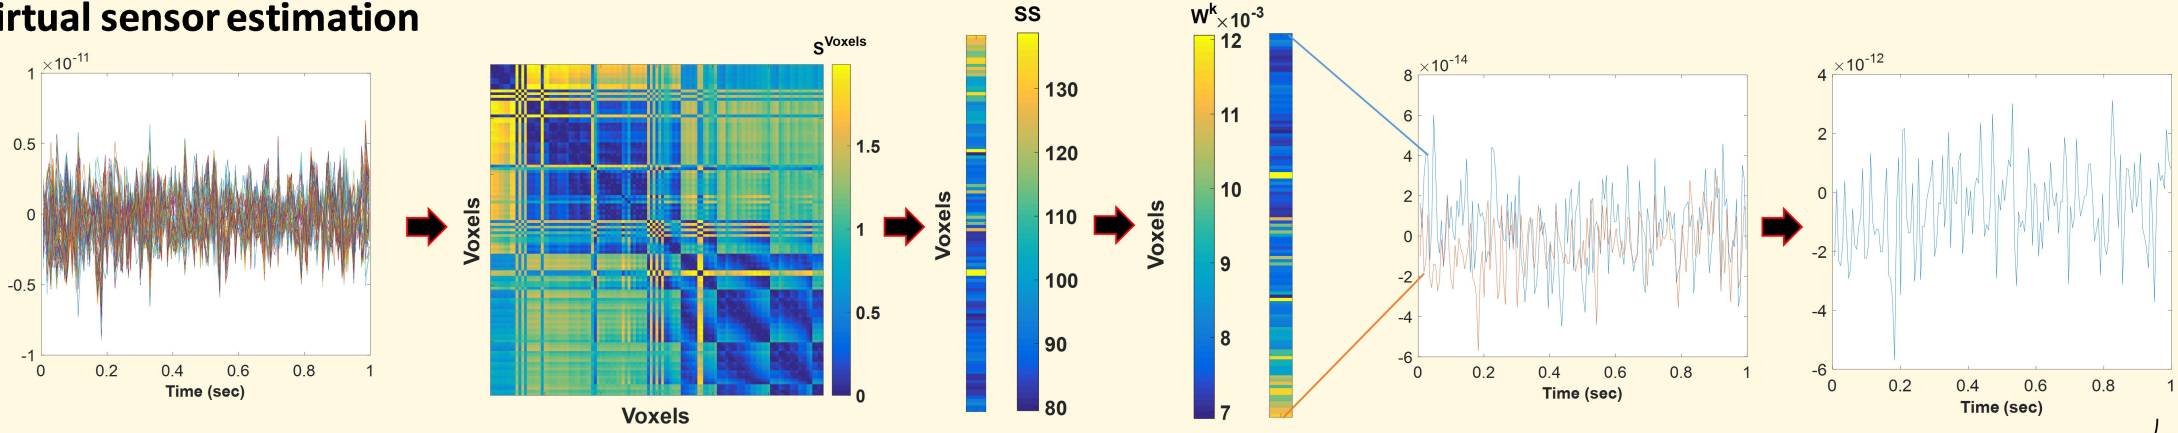 irtual sensor estimation
×10⁻¹¹
1
0.5
0
-0.5
-1
0 0.2 0.4 0.6 0.8 1
Time (sec)
Voxels
Voxels
S^Voxels
1.5
1
0.5
0
Voxels
SS
130
120
110
100
90
80
Voxels
W^k ×10⁻³
12
11
10
9
8
7
×10⁻¹⁴
8
6
4
2
0
-2
-4
-6
0 0.2 0.4 0.6 0.8 1
Time (sec)
×10⁻¹²
4
2
0
-2
-4
-6
0 0.2 0.4 0.6 0.8 1
Time (sec)